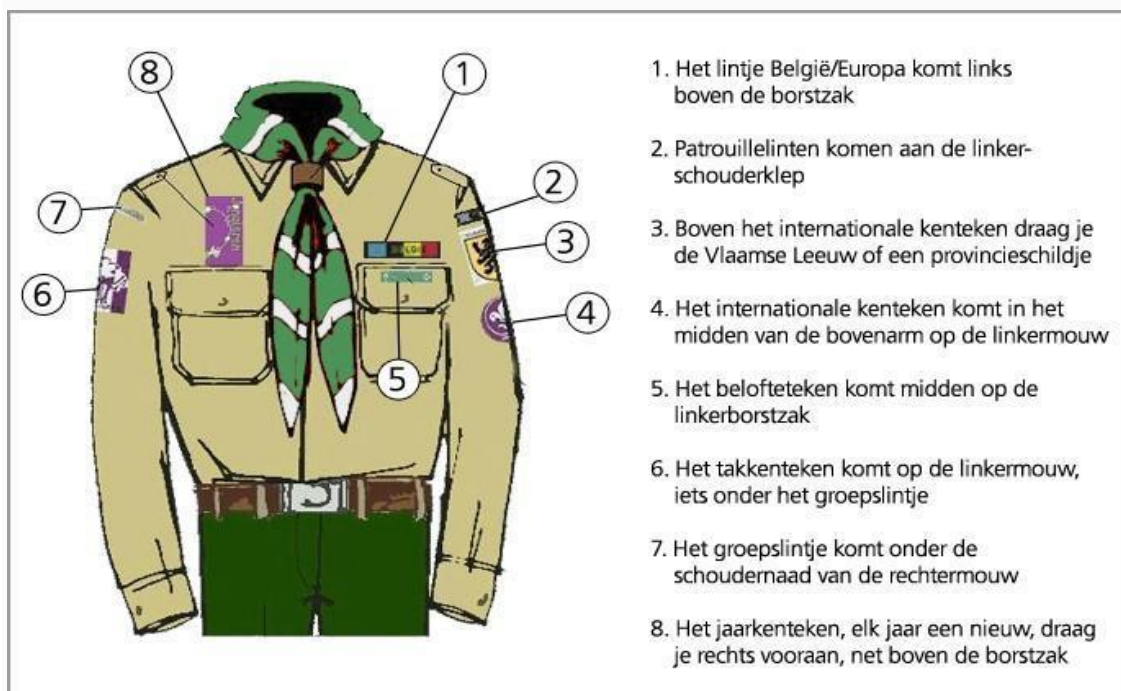 8
1
2
7
3
6
4
5
1. Het lintje België/Europa komt links
boven de borstzak
2. Patrouillelinten komen aan de linker-
schouderklep
3. Boven het internationale kenteken draag je
de Vlaamse Leeuw of een provincieschildje
4. Het internationale kenteken komt in het
midden van de bovenarm op de linkermouw
5. Het belofteteken komt midden op de
linkerborstzak
6. Het takkenteken komt op de linkermouw,
iets onder het groepslintje
7. Het groepslintje komt onder de
schoudernaad van de rechtermouw
8. Het jaarkenteken, elk jaar een nieuw, draag
je rechts vooraan, net boven de borstzak